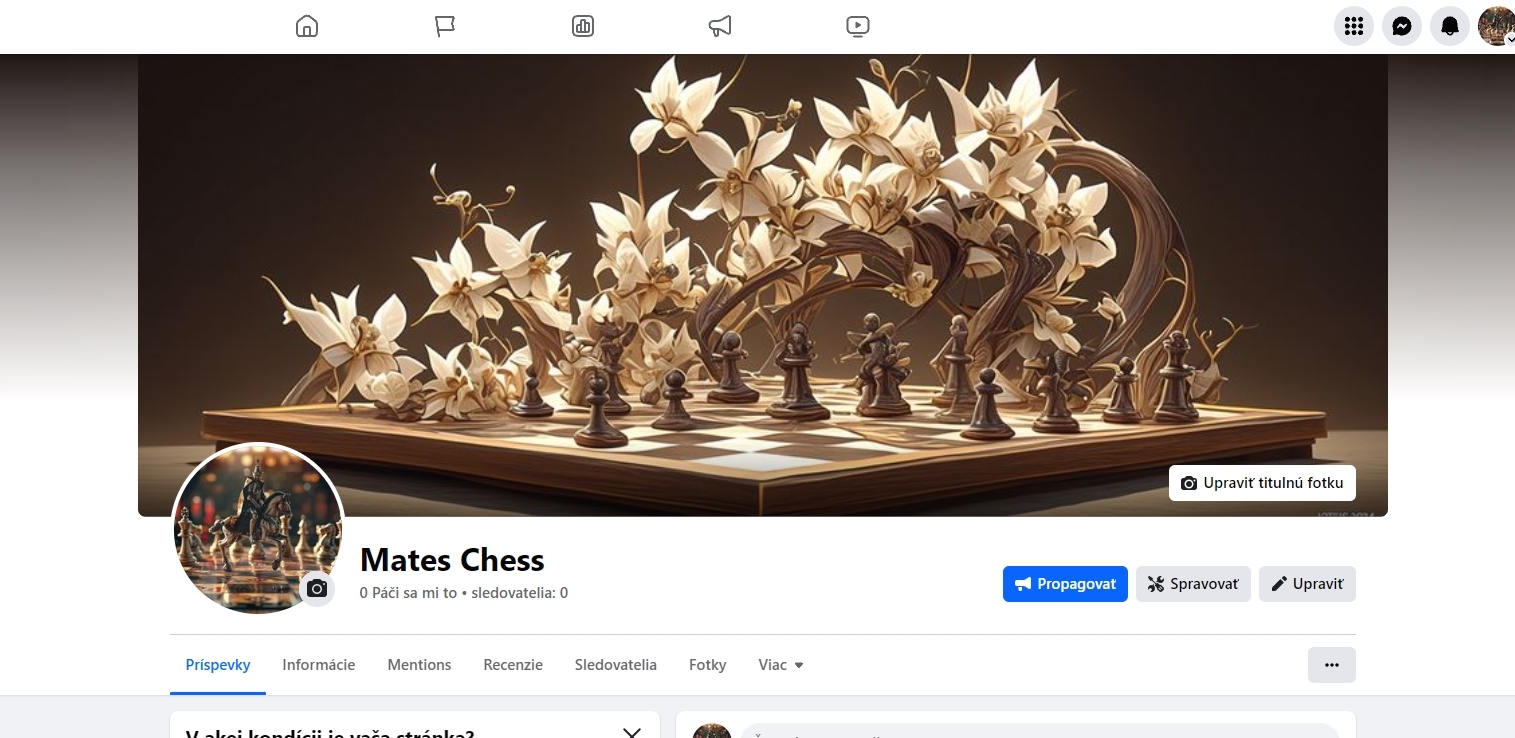 Upraviť titulnú fotku
Mates Chess
0 Páči sa mi to • sledovatelia: 0
Propagovať
Spravovať
Upraviť
Príspevky
Informácie
Mentions
Recenzie
Sledovatelia
Fotky
Viac
V akej kondícii je vaša stránka?